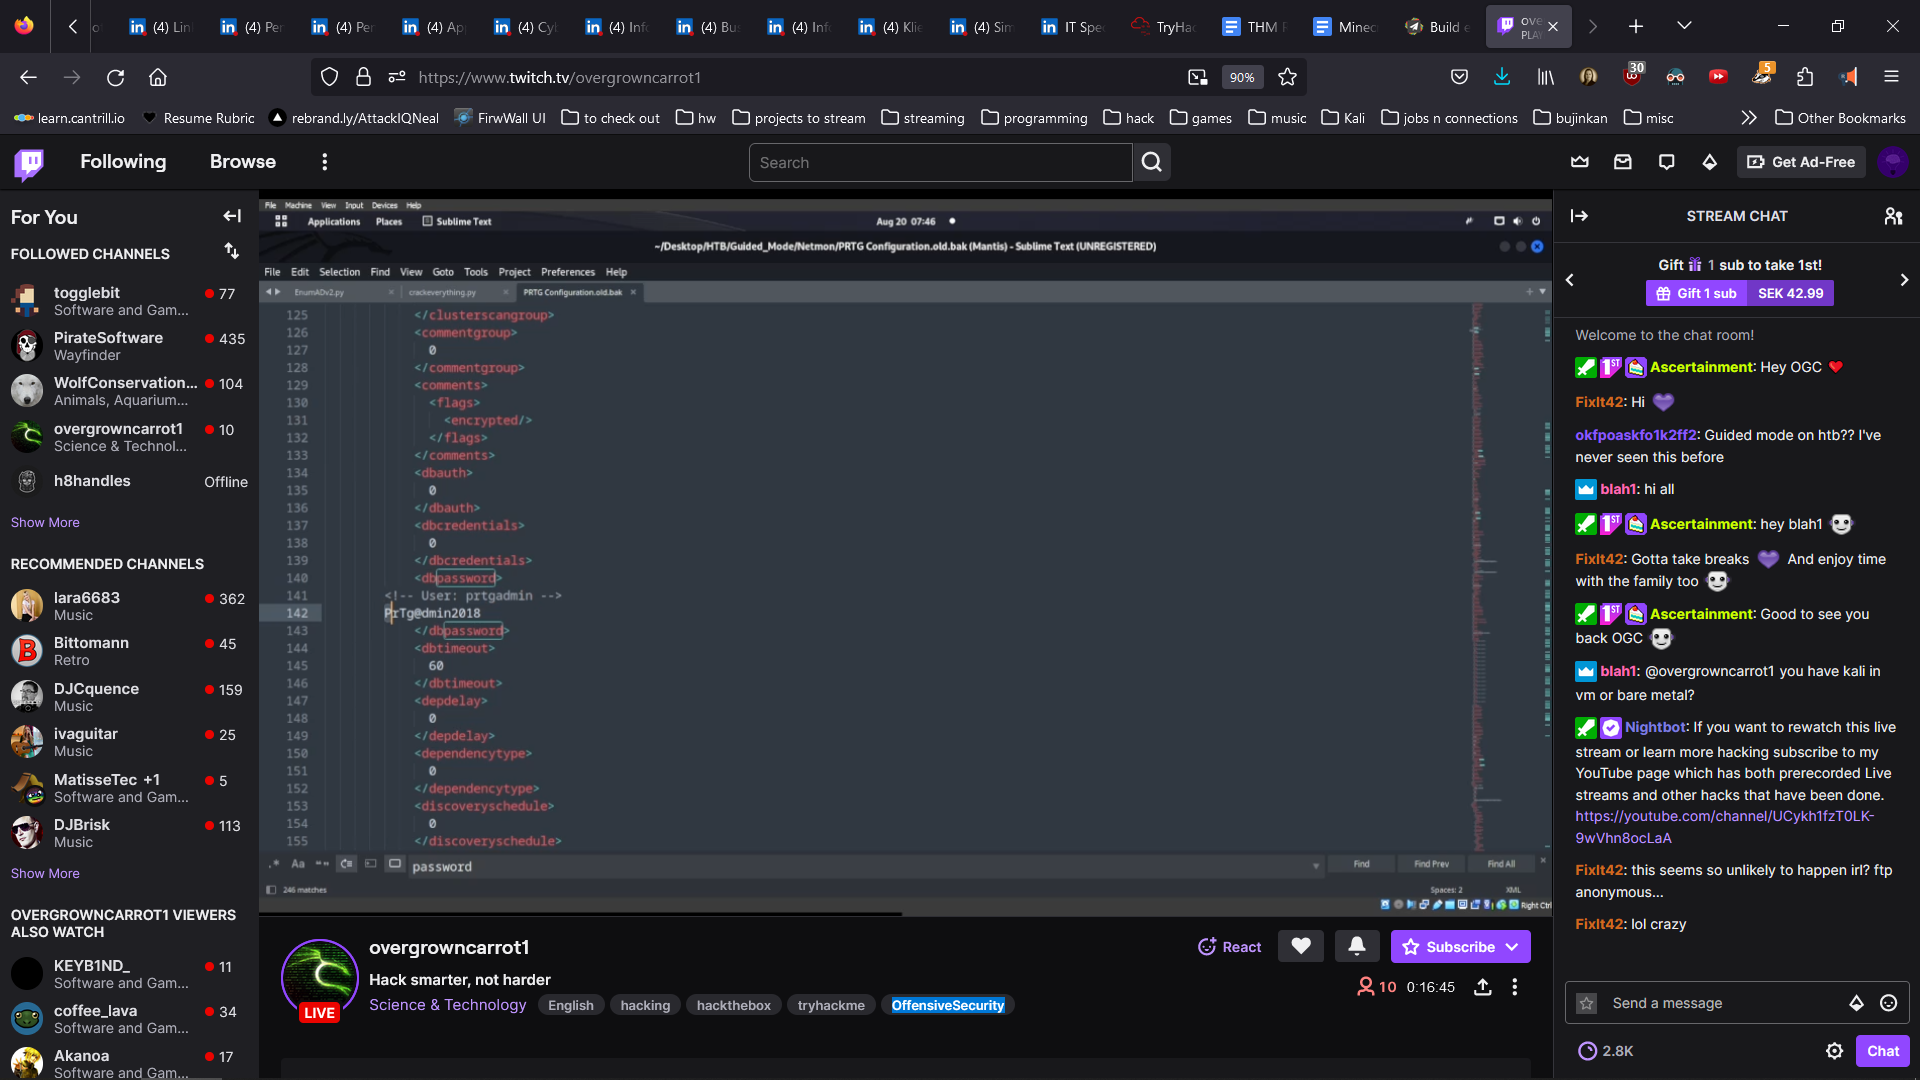 (4) Lin
(4) Per
(4) Per
(4) Ap
(4) Cy
(4) Inf
(4) Bu
(4) Inf
(4) Klie
(4) Sim
IT Spe
TryHa
THM
Minec
Build e
ove
PLAY
https://www.twitch.tv/overgrowncarrot1
90%
30
5
learn.cantrill.io
Resume Rubric
rebrand.ly/AttackIQNeal
FirwWall UI
to check out
hw
projects to stream
streaming
programming
hack
games
music
Kali
jobs n connections
bujinkan
misc
Other Bookmarks
Following
Browse
Search
Get Ad-Free
For You
FOLLOWED CHANNELS
togglebit
77
Software and Gam...
PirateSoftware
435
Wayfinder
WolfConservation...
104
Animals, Aquarium...
overgrowncarrot1
10
Science & Technol...
h8handles
Offline
Show More
RECOMMENDED CHANNELS
lara6683
362
Music
Bittomann
45
Retro
DJCquence
159
Music
ivaguitar
25
Music
MatisseTec +1
5
Software and Gam...
DJBrisk
113
Music
Show More
OVERGROWNCARROT1 VIEWERS
ALSO WATCH
KEYB1ND_
11
Software and Gam...
coffee_lava
34
Software and Gam...
Akanoa
17
Software and Gam...
File Machine View Input Devices Help
Applications Places Sublime Text
Aug 20 07:46
~/Desktop/HTB/Guided_Mode/Netmon/PRTG Configuration.old.bak (Mantis) - Sublime Text (UNREGISTERED)
File Edit Selection Find View Goto Tools Project Preferences Help
EnumADv2.py
crackeverything.py
PRTG Configuration.old.bak
125 </clusterscangroup>
126 <commentgroup>
127 0
128 </commentgroup>
129 <comments>
130 <flags>
131 <encrypted/>
132 </flags>
133 </comments>
134 <dbauth>
135 0
136 </dbauth>
137 <dbcredentials>
138 0
139 </dbcredentials>
140 <dbpassword>
141 <!-- User: prtgadmin -->
142 PrTg@dmin2018
143 </dbpassword>
144 <dbtimeout>
145 60
146 </dbtimeout>
147 <depdelay>
148 0
149 </depdelay>
150 <dependencytype>
151 0
152 </dependencytype>
153 <discoveryschedule>
154 0
155 </discoveryschedule>
.* Aa
password
Find
Find Prev
Find All
246 matches
Spaces: 2
XML
Right Ctrl
LIVE
overgrowncarrot1
Hack smarter, not harder
Science & Technology
English
hacking
hackthebox
tryhackme
OffensiveSecurity
React
Subscribe
10
0:16:45
STREAM CHAT
Gift 1 sub to take 1st!
Gift 1 sub
SEK 42.99
Welcome to the chat room!
1ST Ascertainment: Hey OGC
FixIt42: Hi
okfpoaskfo1k2ff2: Guided mode on htb?? I've
never seen this before
blah1: hi all
1ST Ascertainment: hey blah1
FixIt42: Gotta take breaks And enjoy time
with the family too
1ST Ascertainment: Good to see you
back OGC
blah1: @overgrowncarrot1 you have kali in
vm or bare metal?
Nightbot: If you want to rewatch this live
stream or learn more hacking subscribe to my
YouTube page which has both prerecorded Live
streams and other hacks that have been done.
https://youtube.com/channel/UCykh1fzT0LK-
9wVhn8ocLaA
FixIt42: this seems so unlikely to happen irl? ftp
anonymous...
FixIt42: lol crazy
Send a message
2.8K
Chat